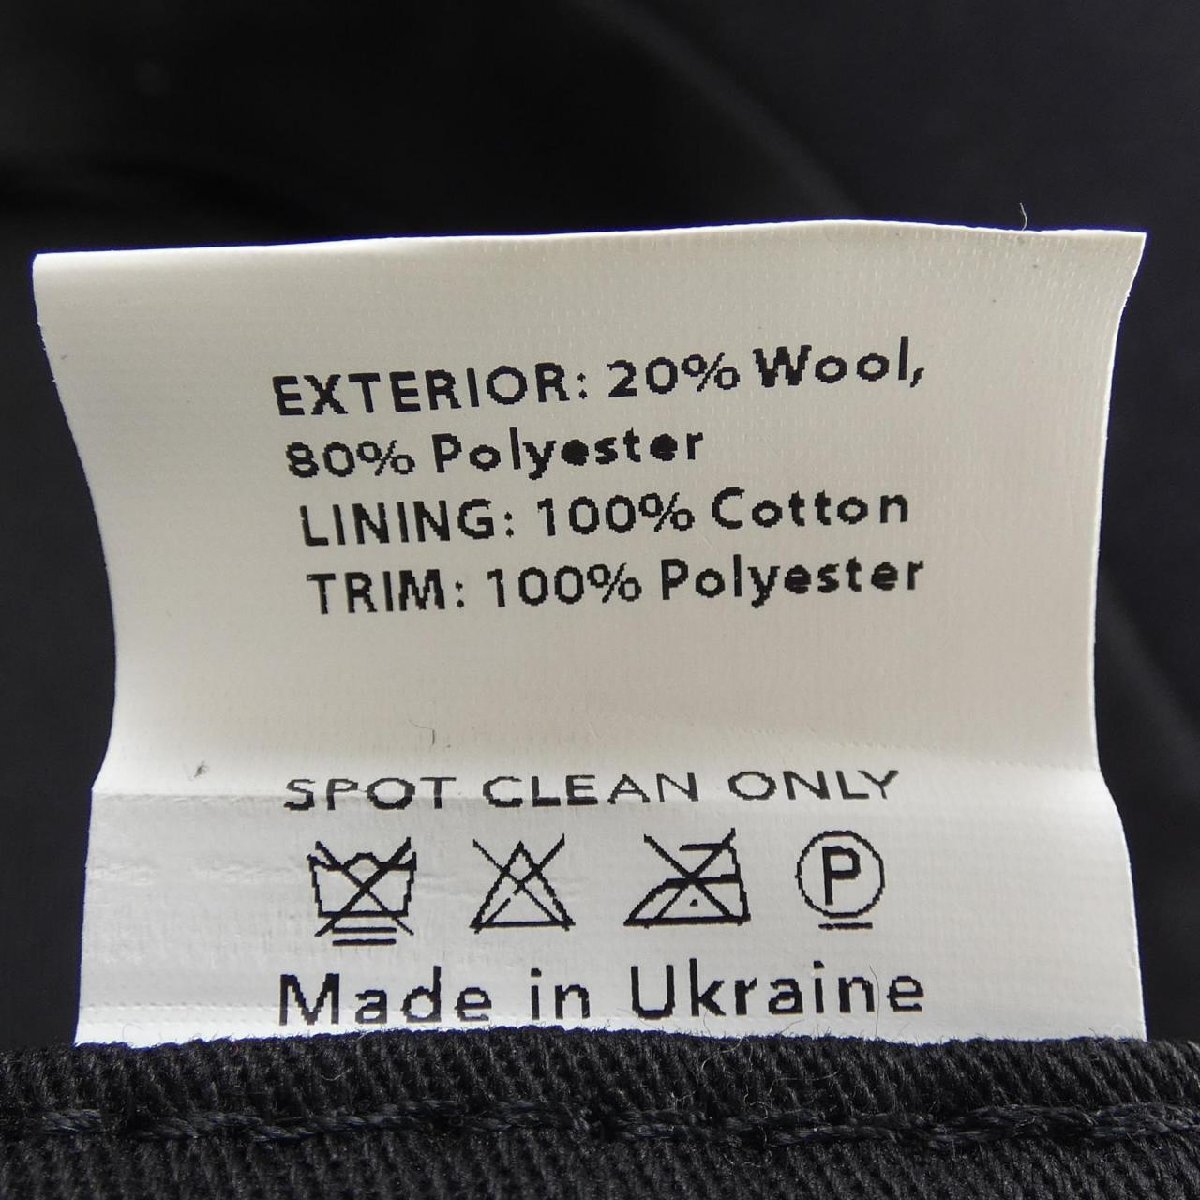 EXTERIOR: 20% Wool,
80% Polyester
LINING: 100% Cotton
TRIM: 100% Polyester
SPOT CLEAN ONLY
P
Made in Ukraine